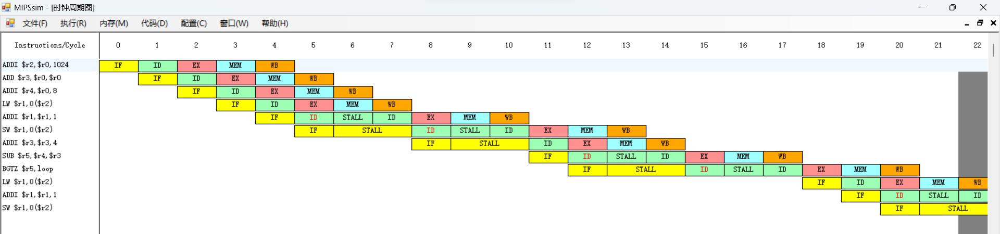 MIPSsim - [时钟周期图]
文件(F) 执行(R) 内存(M) 代码(D) 配置(C) 窗口(W) 帮助(H)
Instructions/Cycle 0 1 2 3 4 5 6 7 8 9 10 11 12 13 14 15 16 17 18 19 20 21 22
ADDI $r2,$r0,1024 IF ID EX MEM WB
ADD $r3,$r0,$r0 IF ID EX MEM WB
ADDI $r4,$r0,8 IF ID EX MEM WB
LW $r1,0($r2) IF ID EX MEM WB
ADDI $r1,$r1,1 IF ID STALL ID EX MEM WB
SW $r1,0($r2) IF STALL ID STALL ID EX MEM WB
ADDI $r3,$r3,4 IF STALL ID EX MEM WB
SUB $r5,$r4,$r3 IF ID STALL ID EX MEM WB
BGTZ $r5,loop IF STALL ID STALL ID EX MEM WB
LW $r1,0($r2) IF ID EX MEM WB
ADDI $r1,$r1,1 IF ID STALL ID
SW $r1,0($r2) IF STALL